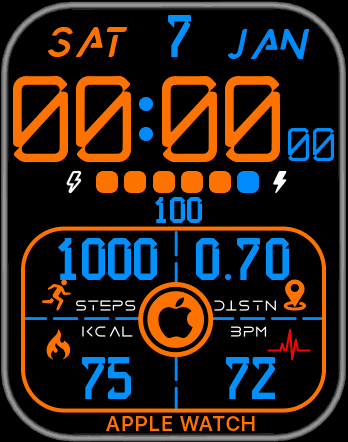 SAT 7 JAN
00:00 00
100
1000 0.70
STEPS DISTN
KCAL BPM
75 72
APPLE WATCH